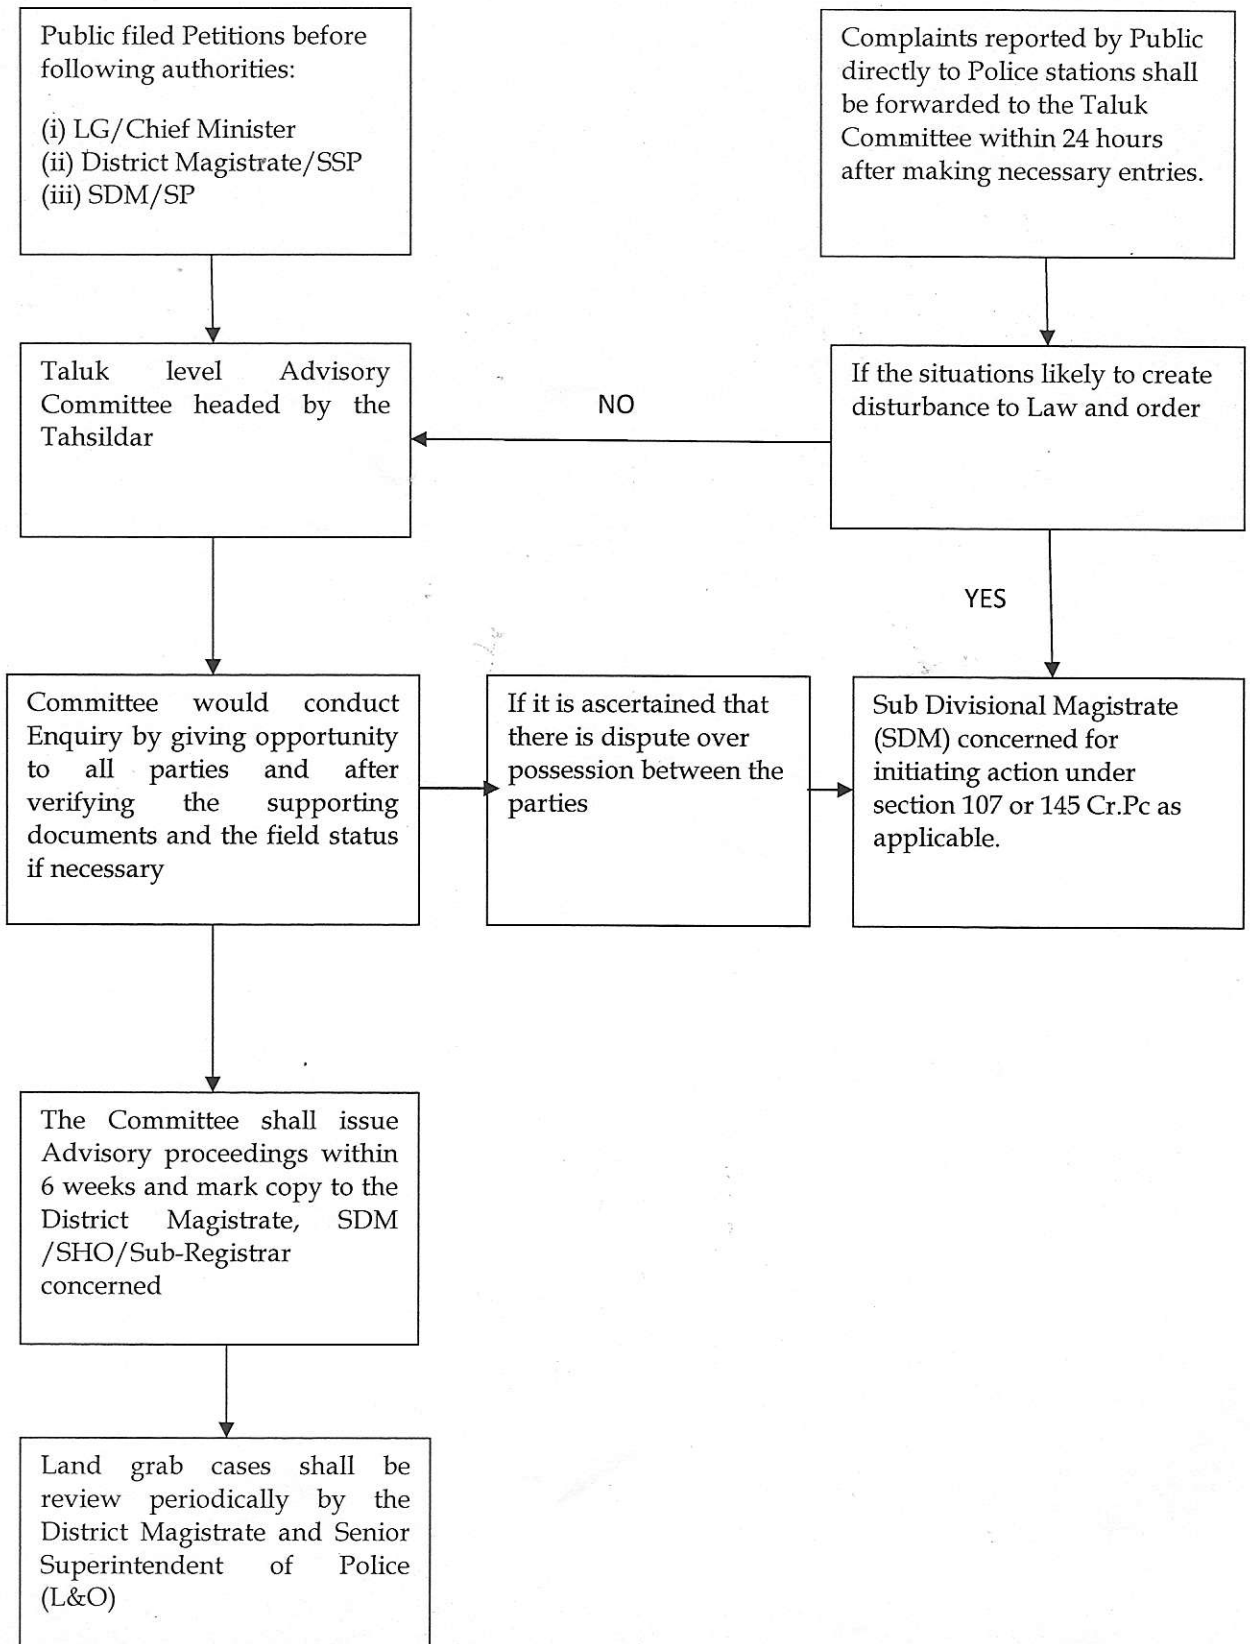 Public filed Petitions before
following authorities:
(i) LG/Chief Minister
(ii) District Magistrate/SSP
(iii) SDM/SP
Complaints reported by Public
directly to Police stations shall
be forwarded to the Taluk
Committee within 24 hours
after making necessary entries.
Taluk level Advisory
Committee headed by the
Tahsildar
NO
If the situations likely to create
disturbance to Law and order
YES
Committee would conduct
Enquiry by giving opportunity
to all parties and after
verifying the supporting
documents and the field status
if necessary
If it is ascertained that
there is dispute over
possession between the
parties
Sub Divisional Magistrate
(SDM) concerned for
initiating action under
section 107 or 145 Cr.Pc as
applicable.
The Committee shall issue
Advisory proceedings within
6 weeks and mark copy to the
District Magistrate, SDM
/SHO/Sub-Registrar
concerned
Land grab cases shall be
review periodically by the
District Magistrate and Senior
Superintendent of Police
(L&O)